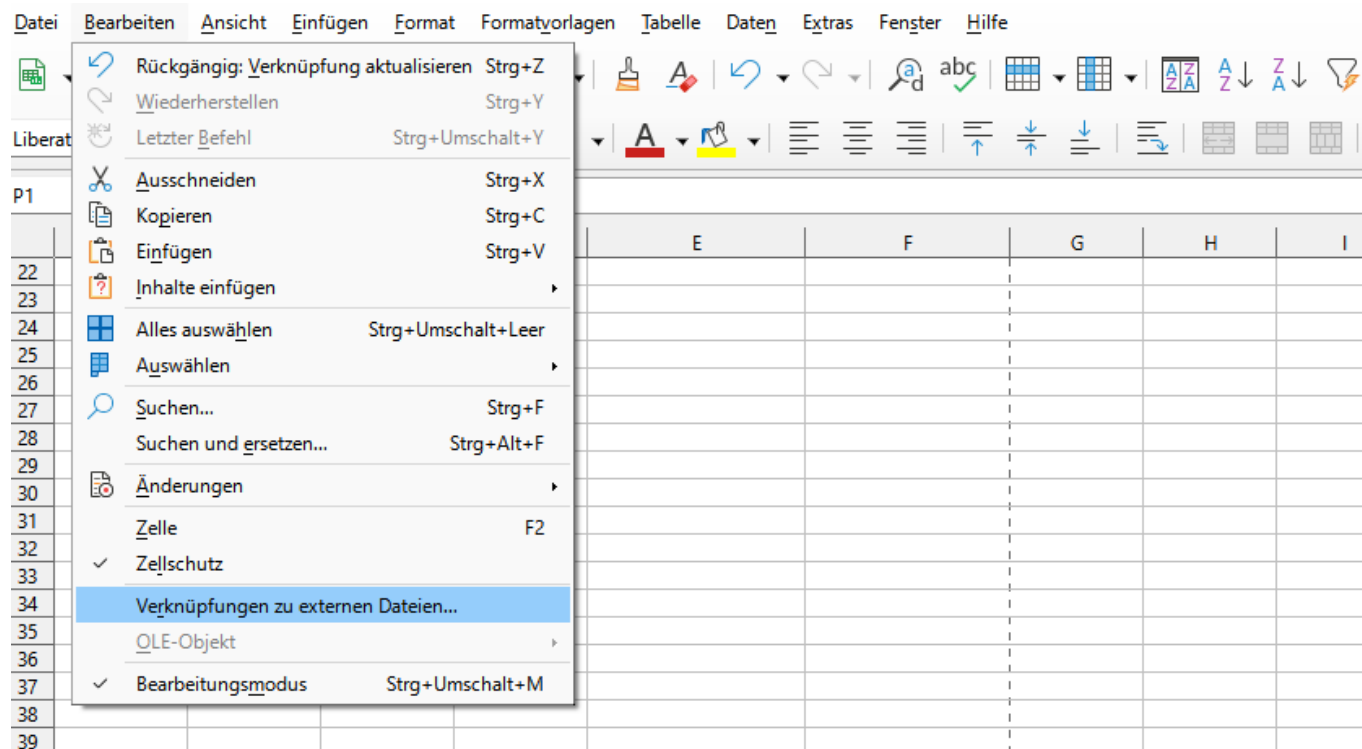 Datei Bearbeiten Ansicht Einfügen Format Formatvorlagen Tabelle Daten Extras Fenster Hilfe
Rückgängig: Verknüpfung aktualisieren Strg+Z
Wiederherstellen Strg+Y
Letzter Befehl Strg+Umschalt+Y
Liberat
Ausschneiden Strg+X
P1
Kopieren Strg+C
Einfügen Strg+V
E F G H I
22
Inhalte einfügen
23
24 Alles auswählen Strg+Umschalt+Leer
25
Auswählen
26
27 Suchen... Strg+F
28 Suchen und ersetzen... Strg+Alt+F
29
30 Änderungen
31 Zelle F2
32
Zellschutz
33
34 Verknüpfungen zu externen Dateien...
35 OLE-Objekt
36
37 Bearbeitungsmodus Strg+Umschalt+M
38
39